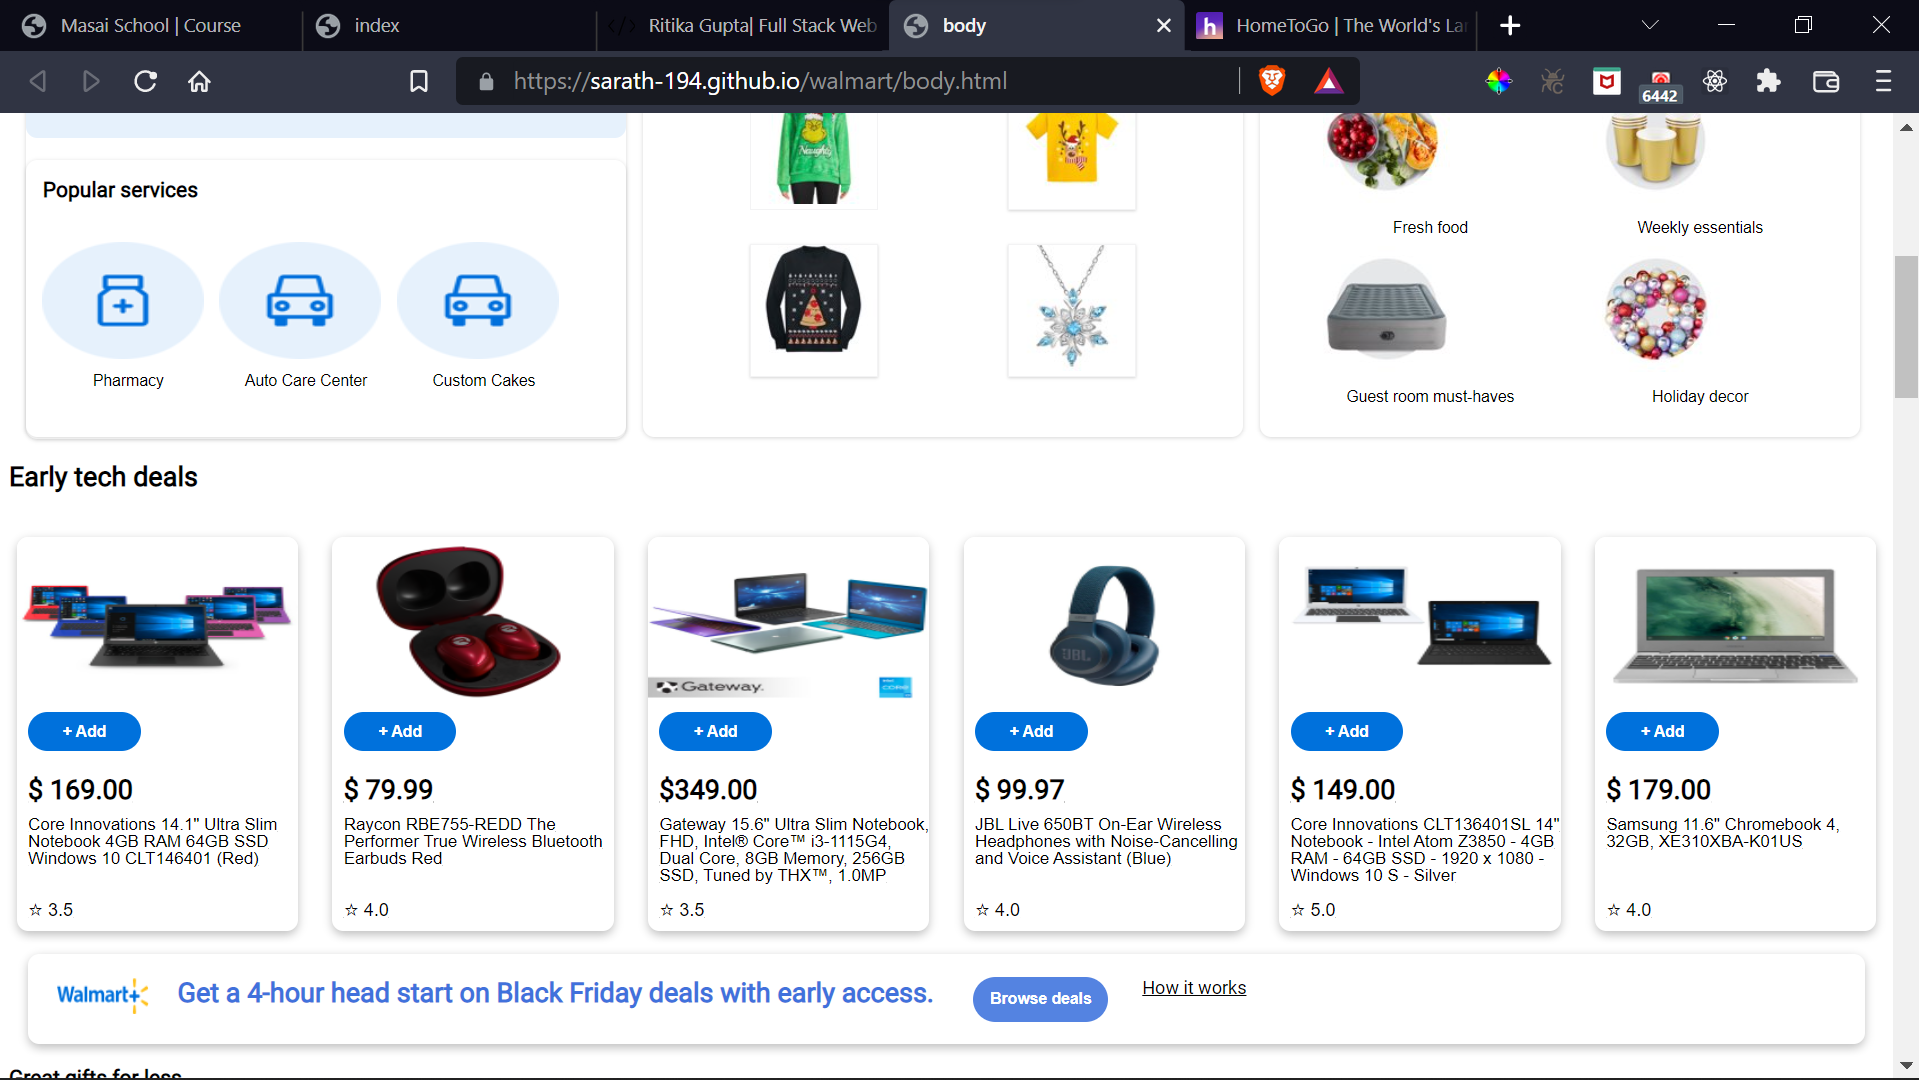 Masai School | Course
index
Ritika Gupta| Full Stack Web
body
HomeToGo | The World's La
https://sarath-194.github.io/walmart/body.html
6442
Naughty
Popular services
Pharmacy
Auto Care Center
Custom Cakes
Fresh food
Weekly essentials
Guest room must-haves
Holiday decor
Early tech deals
Gateway.
JBL
+ Add
+ Add
+ Add
+ Add
+ Add
+ Add
$ 169.00
$ 79.99
$349.00
$ 99.97
$ 149.00
$ 179.00
Core Innovations 14.1" Ultra Slim
Notebook 4GB RAM 64GB SSD
Windows 10 CLT146401 (Red)
Raycon RBE755-REDD The
Performer True Wireless Bluetooth
Earbuds Red
Gateway 15.6" Ultra Slim Notebook,
FHD, Intel® Core™ i3-1115G4,
Dual Core, 8GB Memory, 256GB
SSD, Tuned by THX™, 1.0MP
JBL Live 650BT On-Ear Wireless
Headphones with Noise-Cancelling
and Voice Assistant (Blue)
Core Innovations CLT136401SL 14"
Notebook - Intel Atom Z3850 - 4GB
RAM - 64GB SSD - 1920 x 1080 -
Windows 10 S - Silver
Samsung 11.6" Chromebook 4,
32GB, XE310XBA-K01US
☆ 3.5
☆ 4.0
☆ 3.5
☆ 4.0
☆ 5.0
☆ 4.0
Walmart+
Get a 4-hour head start on Black Friday deals with early access.
Browse deals
How it works
Great gifts for less